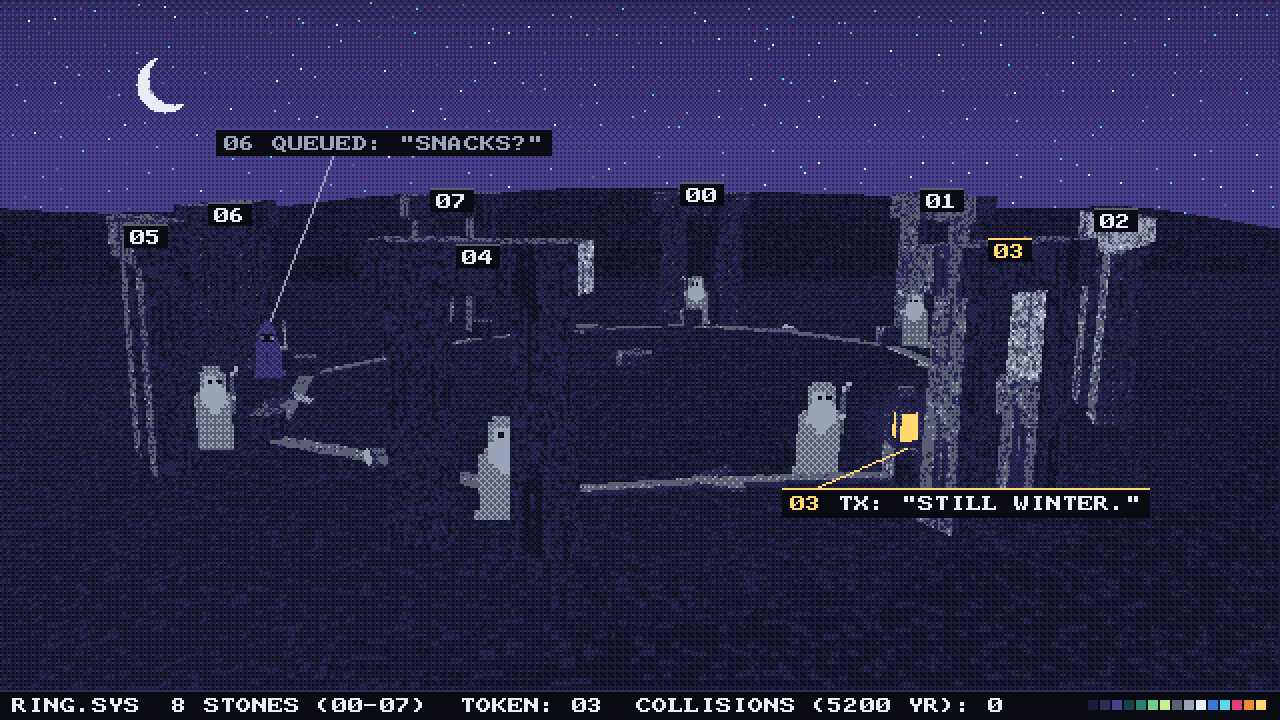 06 QUEUED: "SNACKS?"
07
00
01
06
02
05
04
03
03 TX: "STILL WINTER."
RING.SYS 8 STONES (00-07) TOKEN: 03 COLLISIONS (5200 YR): 0